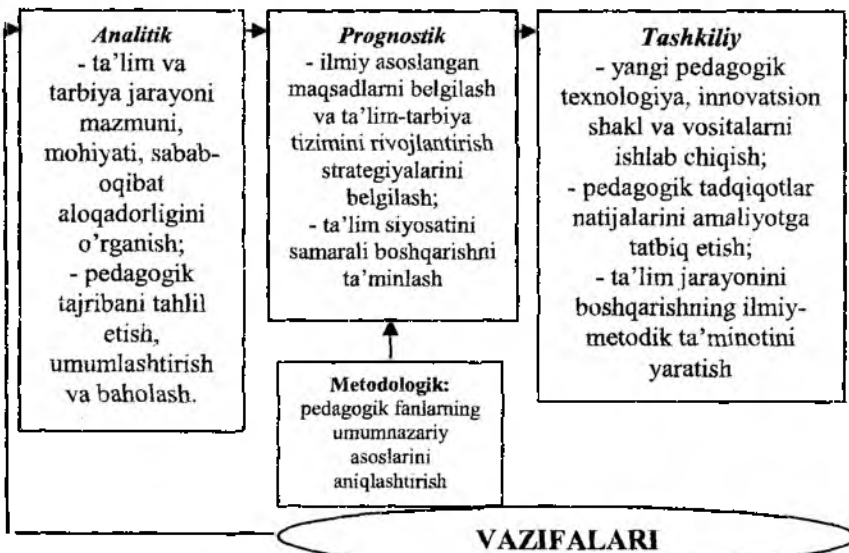 Analitik
- ta’lim va
tarbiya jarayoni
mazmuni,
mohiyati, sabab-
oqibat
aloqadorligini
o’rganish;
- pedagogik
tajribani tahlil
etish,
umumlashtirish
va baholash.
Prognostik
- ilmiy asoslangan
maqsadlarni belgilash
va ta’lim-tarbiya
tizimini rivojlantirish
strategiyalarini
belgilash;
- ta’lim siyosatini
samarali boshqarishni
ta’minlash
Tashkiliy
- yangi pedagogik
texnologiya, innovatsion
shakl va vositalarni
ishlab chiqish;
- pedagogik tadqiqotlar
natijalarini amaliyotga
tatbiq etish;
- ta’lim jarayonini
boshqarishning ilmiy-
metodik ta’minotini
yaratish
Metodologik:
pedagogik fanlarning
umumnazariy
asoslarini
aniqlashtirish
VAZIFALARI